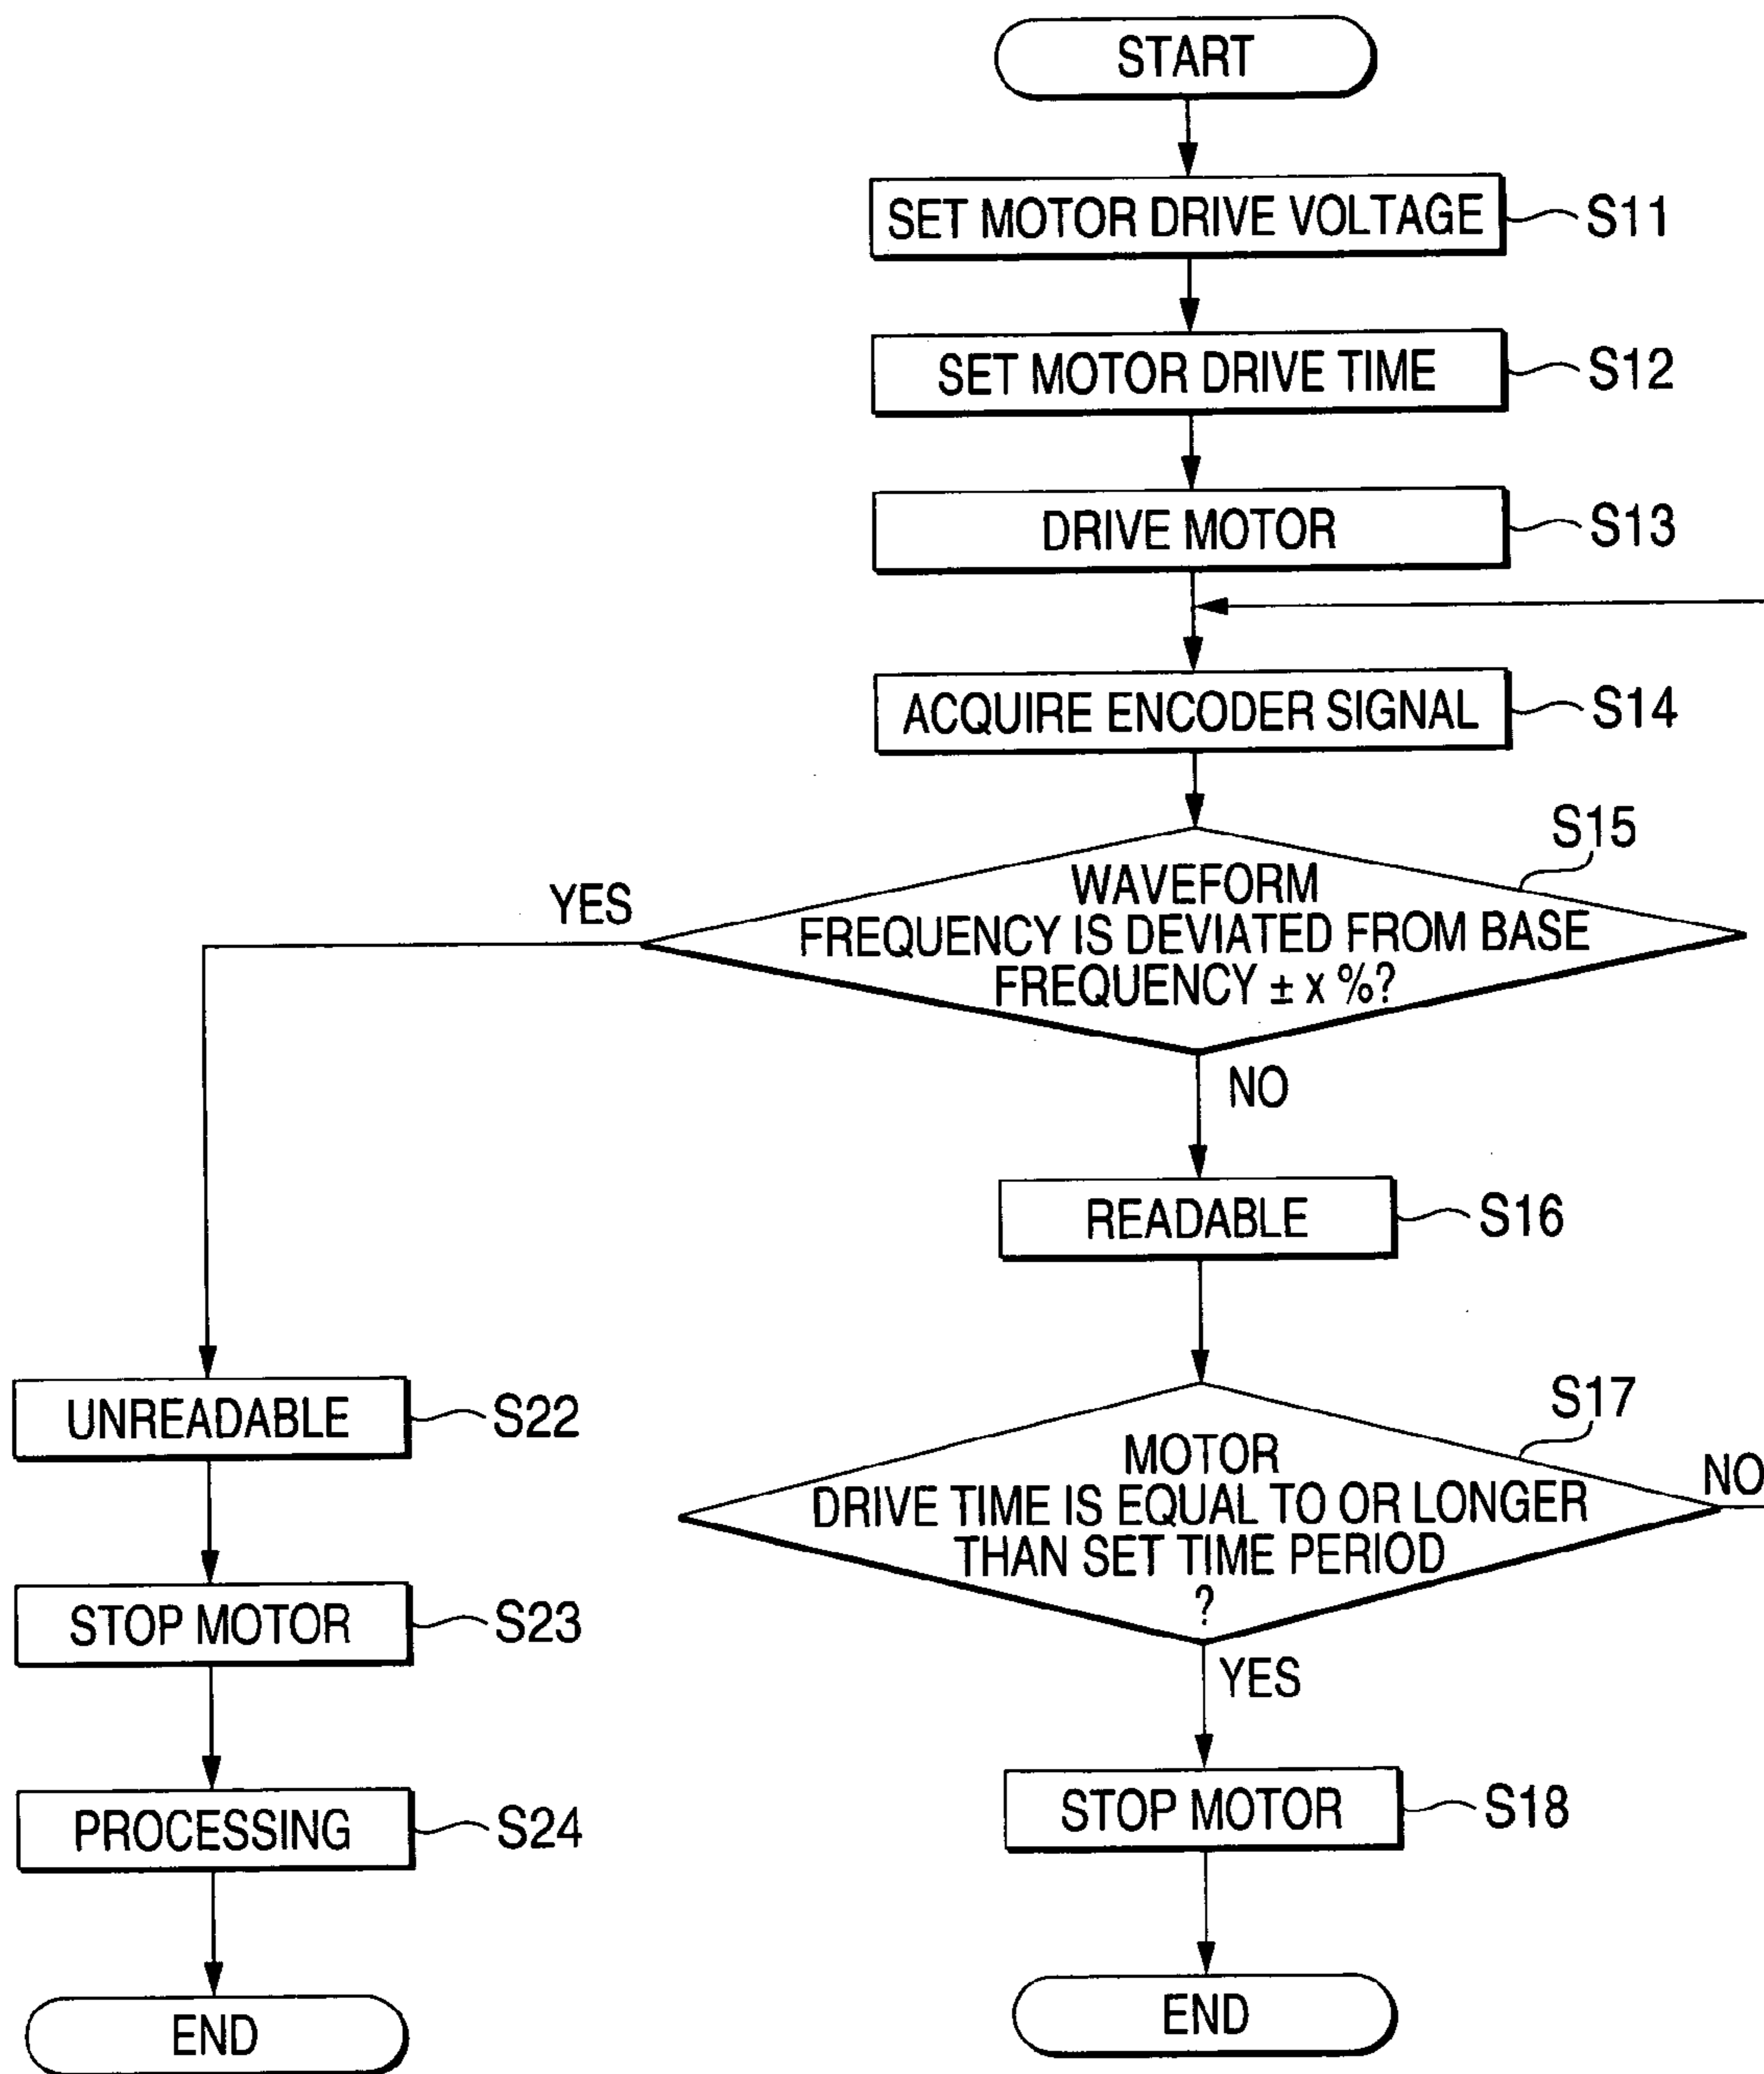 START
SET MOTOR DRIVE VOLTAGE
S11
SET MOTOR DRIVE TIME
S12
DRIVE MOTOR
S13
ACQUIRE ENCODER SIGNAL
S14
S15
YES
WAVEFORM
FREQUENCY IS DEVIATED FROM BASE
FREQUENCY ± x %?
NO
READABLE
S16
UNREADABLE
S22
S17
MOTOR
DRIVE TIME IS EQUAL TO OR LONGER
THAN SET TIME PERIOD
?
NO
YES
STOP MOTOR
S23
STOP MOTOR
S18
PROCESSING
S24
END
END